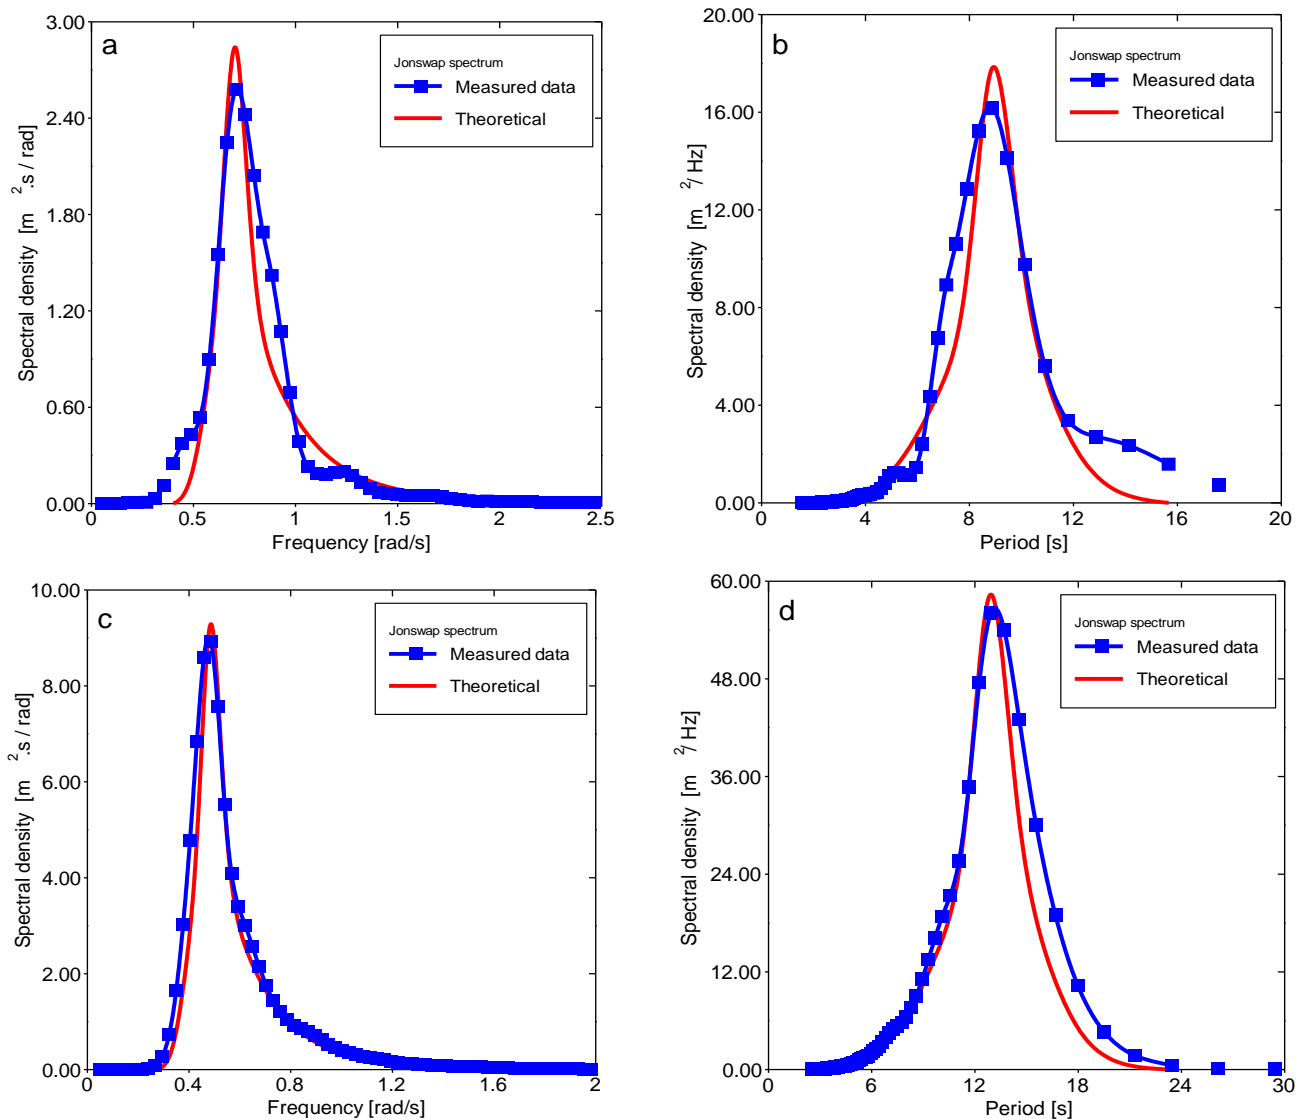 a
3.00
2.40
1.80
1.20
0.60
0.00
Spectral density [m 2.s / rad]
Jonswap spectrum
Measured data
Theoretical
0 0.5 1 1.5 2 2.5
Frequency [rad/s]
b
20.00
16.00
12.00
8.00
4.00
0.00
Spectral density [m 2/ Hz]
Jonswap spectrum
Measured data
Theoretical
0 4 8 12 16 20
Period [s]
c
10.00
8.00
6.00
4.00
2.00
0.00
Spectral density [m 2.s / rad]
Jonswap spectrum
Measured data
Theoretical
0 0.4 0.8 1.2 1.6 2
Frequency [rad/s]
d
60.00
48.00
36.00
24.00
12.00
0.00
Spectral density [m 2/ Hz]
Jonswap spectrum
Measured data
Theoretical
0 6 12 18 24 30
Period [s]